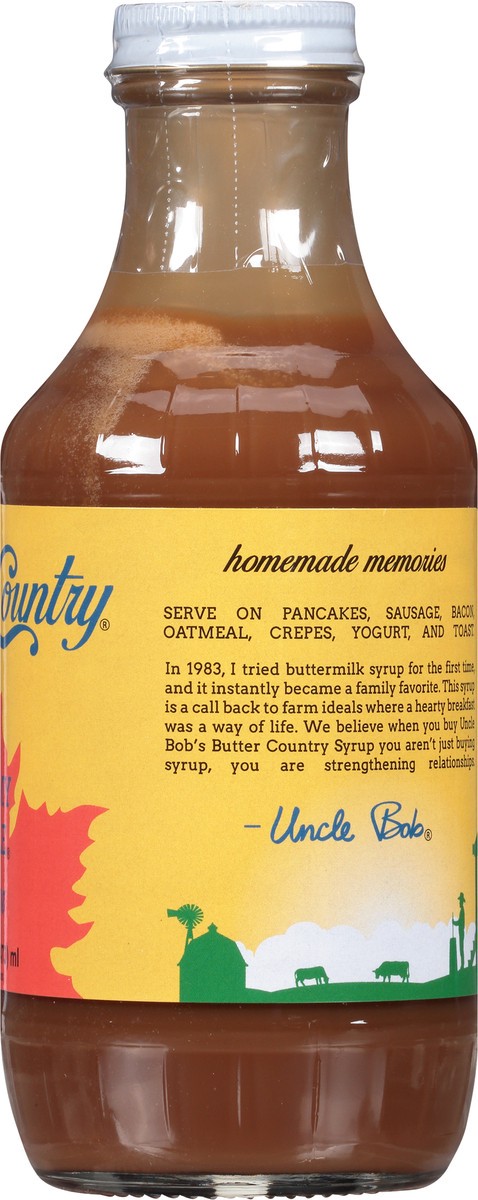 Country®
homemade memories
SERVE ON PANCAKES, SAUSAGE, BACON,
OATMEAL, CREPES, YOGURT, AND TOAST
In 1983, I tried buttermilk syrup for the first time,
and it instantly became a family favorite. This syrup
is a call back to farm ideals where a hearty breakfast
was a way of life. We believe when you buy Uncle
Bob's Butter Country Syrup you aren't just buying
syrup, you are strengthening relationships
– Uncle Bob®
ml